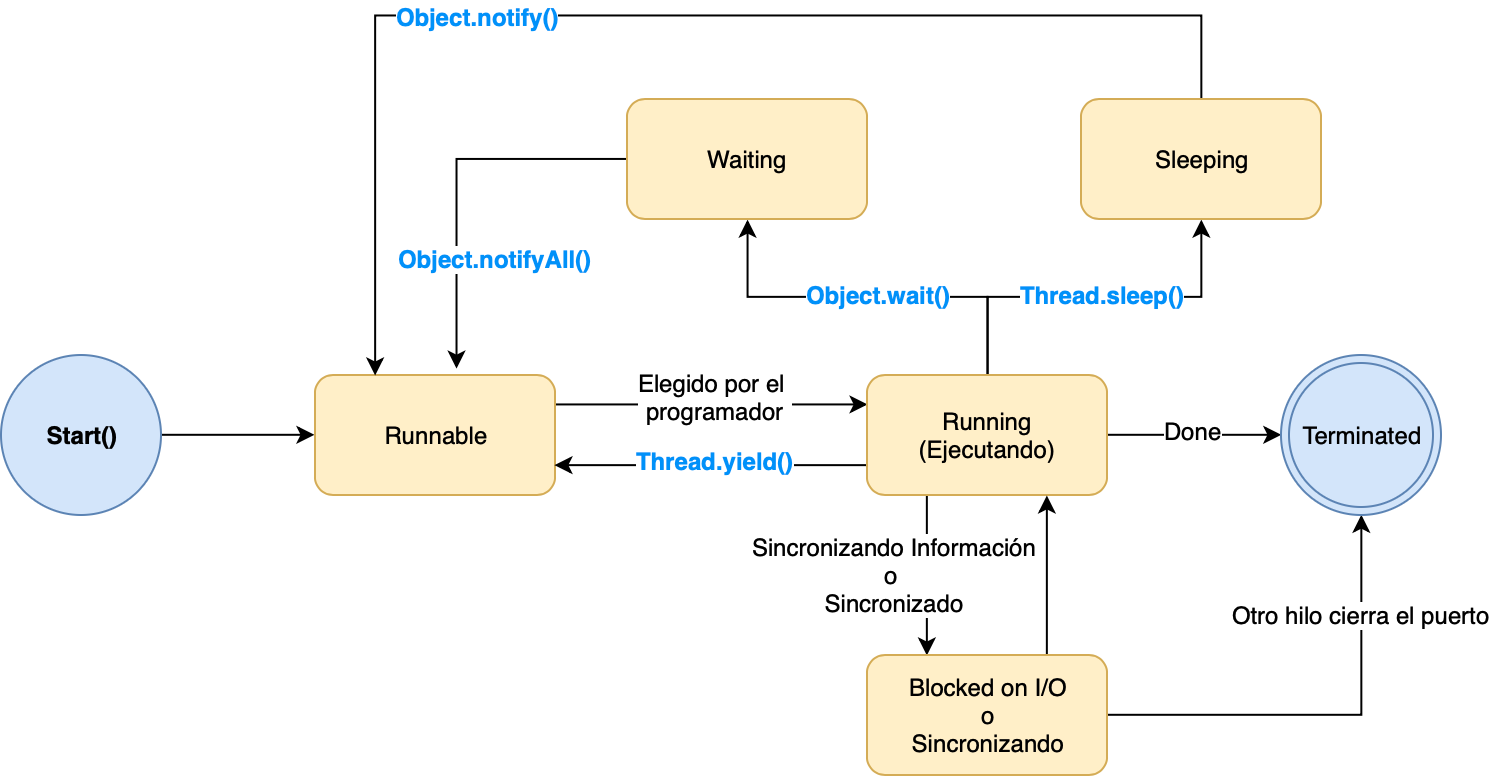 Object.notify()
Waiting
Sleeping
Object.notifyAll()
Object.wait()
Thread.sleep()
Start()
Runnable
Elegido por el
programador
Thread.yield()
Running
(Ejecutando)
Done
Terminated
Sincronizando Información
o
Sincronizado
Otro hilo cierra el puerto
Blocked on I/O
o
Sincronizando